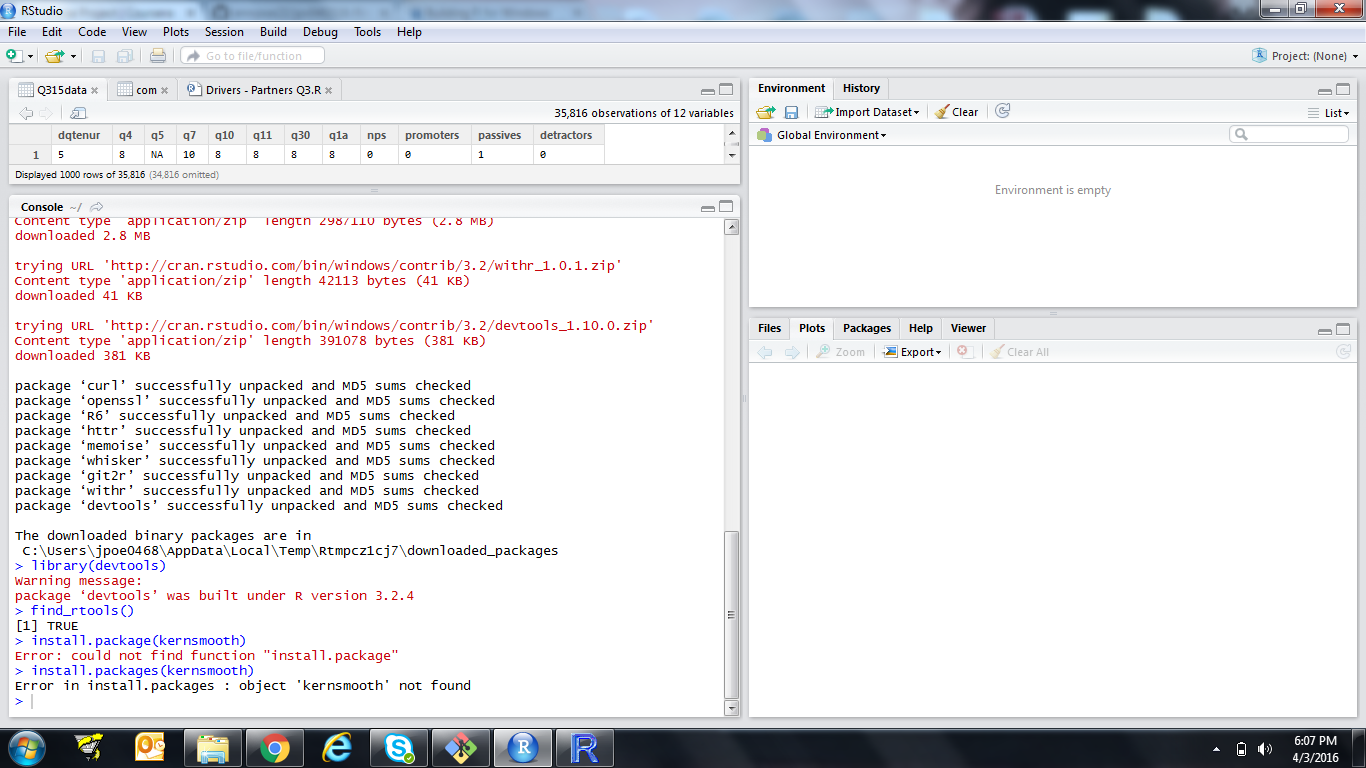 RStudio
File Edit Code View Plots Session Build Debug Tools Help
Go to file/function
Project: (None)
Q315data com Drivers - Partners Q3.R
35,816 observations of 12 variables
dqtenur q4 q5 q7 q10 q11 q30 q1a nps promoters passives detractors
1 5 8 NA 10 8 8 8 8 0 0 1 0
Displayed 1000 rows of 35,816 (34,816 omitted)
Console ~/
Content type 'application/zip' length 2987110 bytes (2.8 MB)
downloaded 2.8 MB
trying URL 'http://cran.rstudio.com/bin/windows/contrib/3.2/withr_1.0.1.zip'
Content type 'application/zip' length 42113 bytes (41 KB)
downloaded 41 KB
trying URL 'http://cran.rstudio.com/bin/windows/contrib/3.2/devtools_1.10.0.zip'
Content type 'application/zip' length 391078 bytes (381 KB)
downloaded 381 KB
package ‘curl’ successfully unpacked and MD5 sums checked
package ‘openssl’ successfully unpacked and MD5 sums checked
package ‘R6’ successfully unpacked and MD5 sums checked
package ‘httr’ successfully unpacked and MD5 sums checked
package ‘memoise’ successfully unpacked and MD5 sums checked
package ‘whisker’ successfully unpacked and MD5 sums checked
package ‘git2r’ successfully unpacked and MD5 sums checked
package ‘withr’ successfully unpacked and MD5 sums checked
package ‘devtools’ successfully unpacked and MD5 sums checked
The downloaded binary packages are in
C:\Users\jpoe0468\AppData\Local\Temp\Rtmpcz1cj7\downloaded_packages
> library(devtools)
Warning message:
package ‘devtools’ was built under R version 3.2.4
> find_rtools()
[1] TRUE
> install.package(kernsmooth)
Error: could not find function "install.package"
> install.packages(kernsmooth)
Error in install.packages : object 'kernsmooth' not found
>
Environment History
Import Dataset Clear List
Global Environment
Environment is empty
Files Plots Packages Help Viewer
Zoom Export Clear All
6:07 PM
4/3/2016